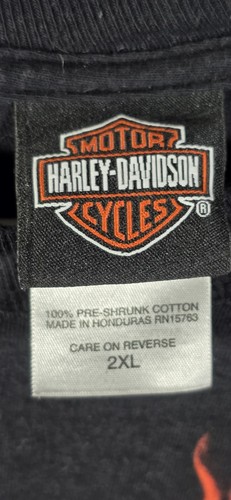 MOTOR
HARLEY-DAVIDSON
CYCLES
®
100% PRE-SHRUNK COTTON
MADE IN HONDURAS RN15763
CARE ON REVERSE
2XL